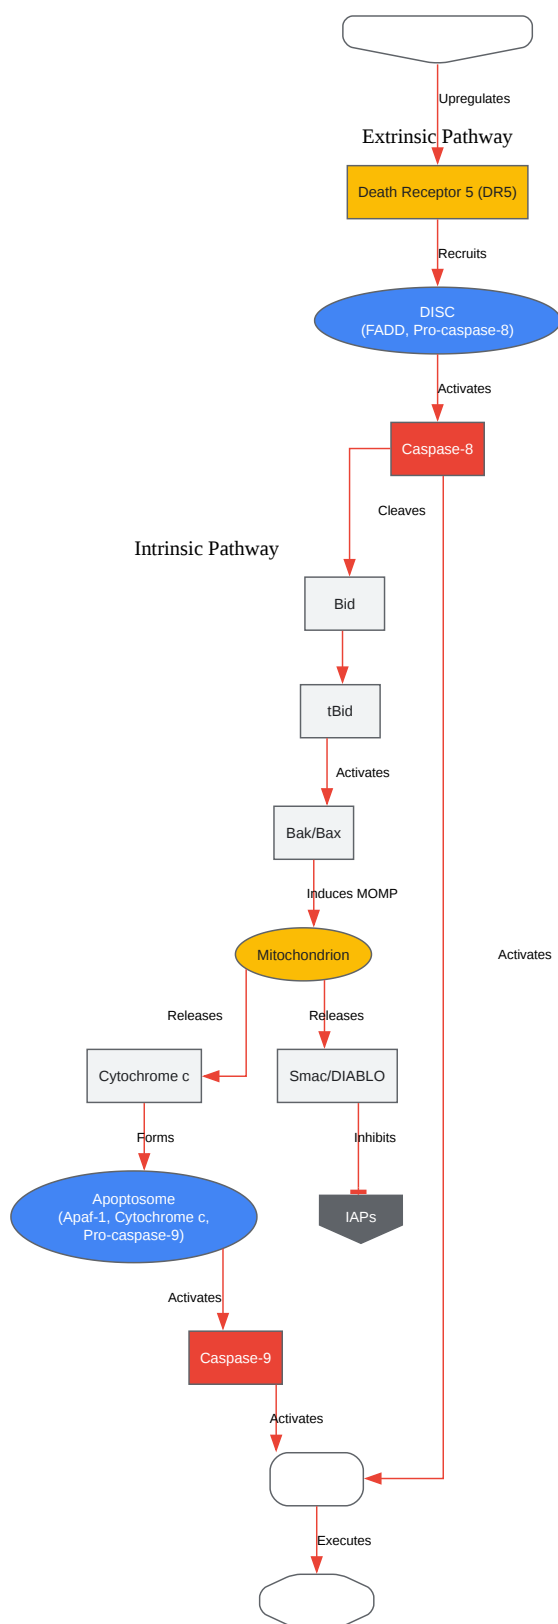 Upregulates
Extrinsic Pathway
Death Receptor 5 (DR5)
Recruits
DISC
(FADD, Pro-caspase-8)
Activates
Caspase-8
Cleaves
Intrinsic Pathway
Bid
tBid
Activates
Bak/Bax
Induces MOMP
Mitochondrion
Activates
Releases
Releases
Cytochrome c
Smac/DIABLO
Forms
Inhibits
Apoptosome
(Apaf-1, Cytochrome c,
Pro-caspase-9)
IAPs
Activates
Caspase-9
Activates
Executes